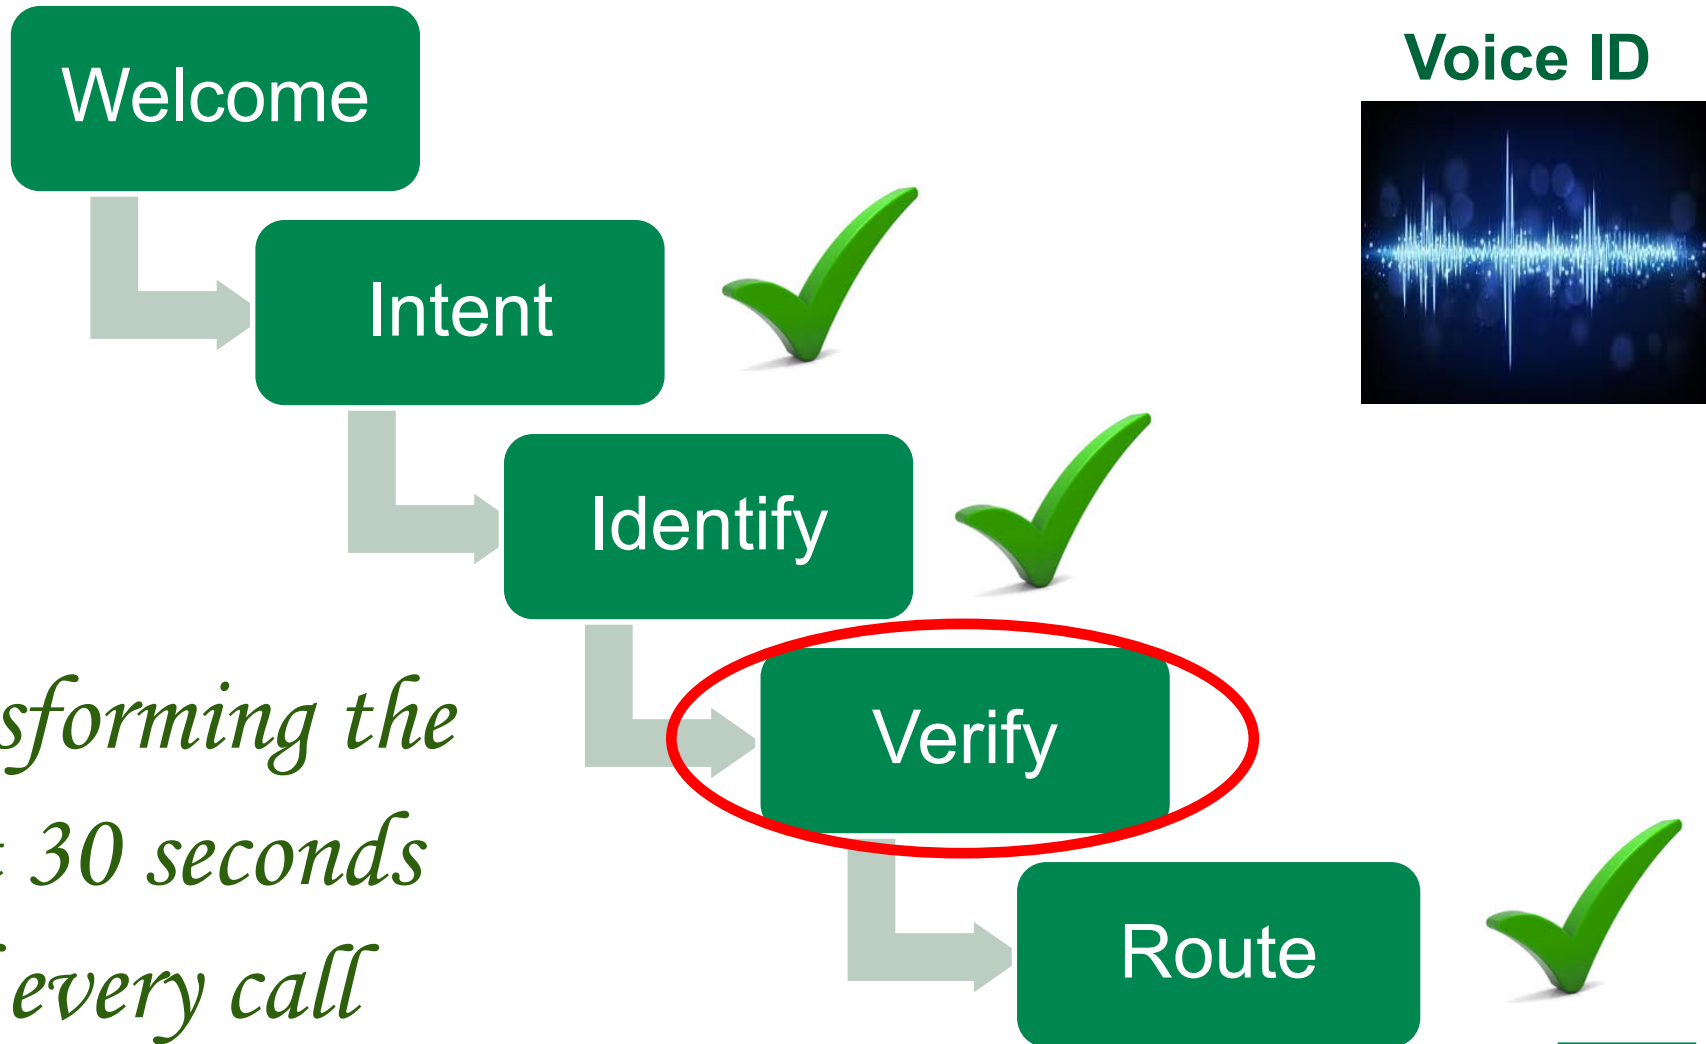 Welcome
Voice ID
Intent
Identify
Verify
sforming the
30 seconds
every call
Route